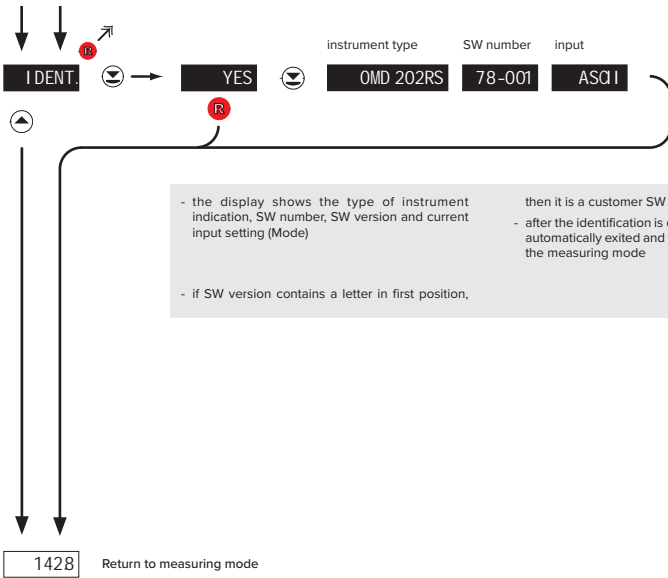 instrument type SW number input
R
IDENT. YES OMD 202RS 78-001 ASCII
R
- the display shows the type of instrument
indication, SW number, SW version and current
input setting (Mode)
- if SW version contains a letter in first position,
then it is a customer SW
- after the identification is
automatically exited and
the measuring mode
1428 Return to measuring mode